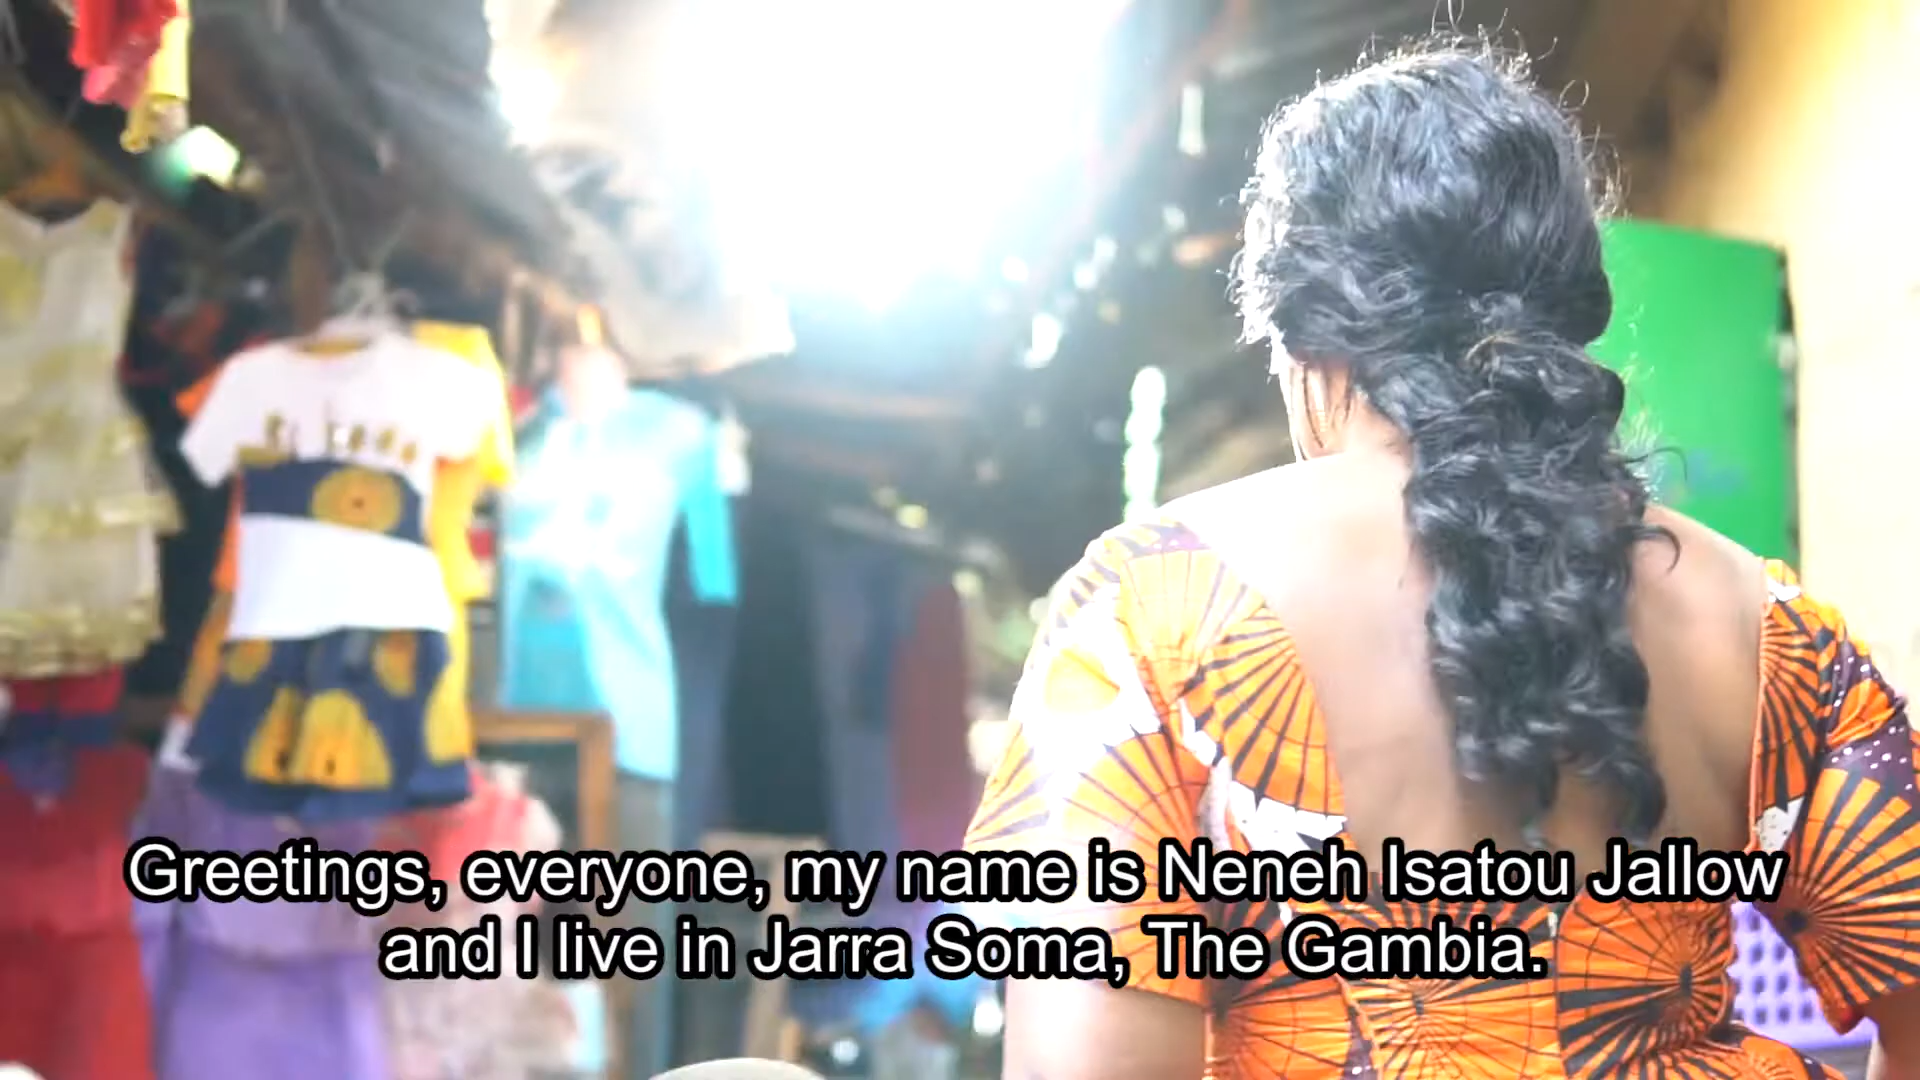 Greetings, everyone, my name is Neneh Isatou Jallow
and I live in Jarra Soma, The Gambia.